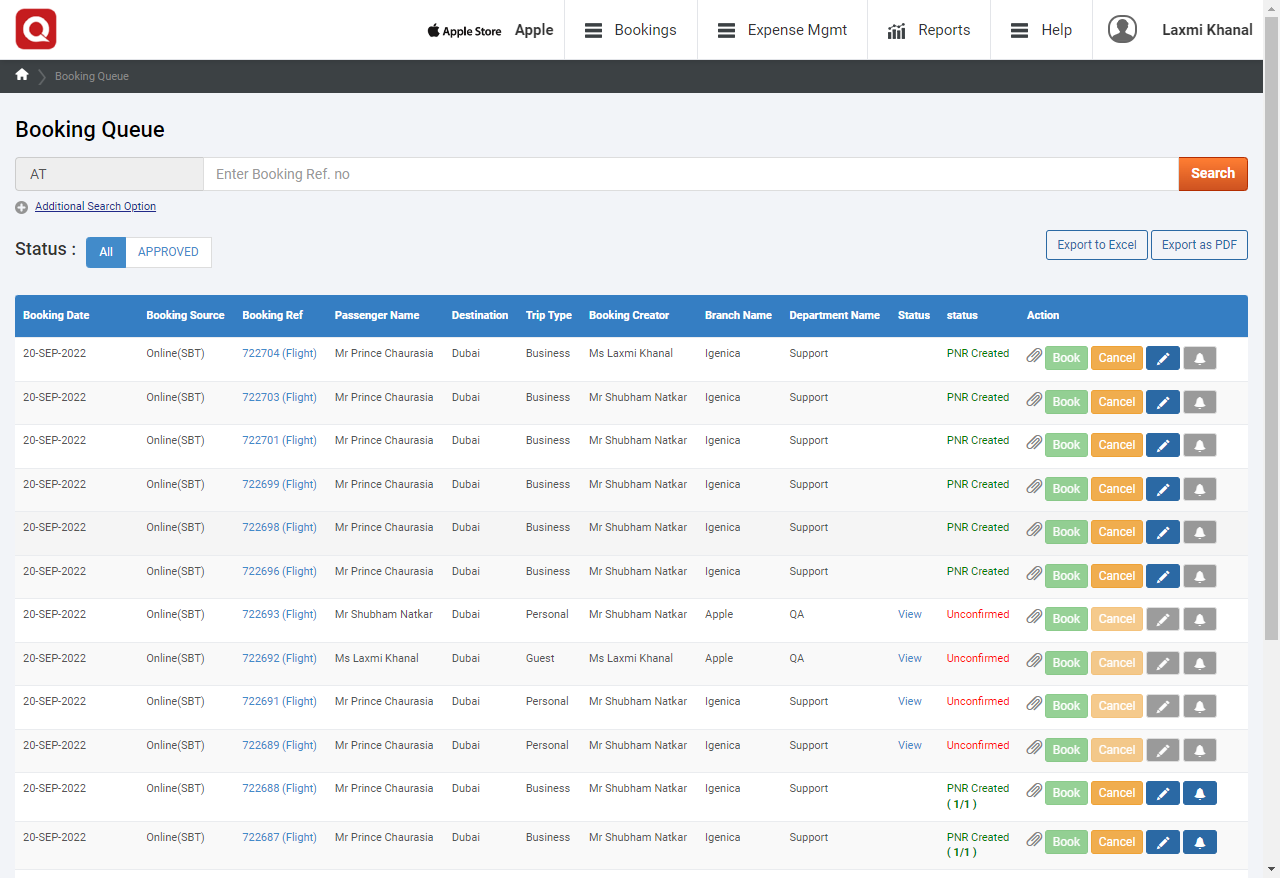 Apple Store Apple Bookings Expense Mgmt Reports Help Laxmi Khanal
Booking Queue
Booking Queue
AT Enter Booking Ref. no Search
Additional Search Option
Status : All APPROVED Export to Excel Export as PDF
Booking Date Booking Source Booking Ref Passenger Name Destination Trip Type Booking Creator Branch Name Department Name Status status Action
20-SEP-2022 Online(SBT) 722704 (Flight) Mr Prince Chaurasia Dubai Business Ms Laxmi Khanal Igenica Support PNR Created Book Cancel
20-SEP-2022 Online(SBT) 722703 (Flight) Mr Prince Chaurasia Dubai Business Mr Shubham Natkar Igenica Support PNR Created Book Cancel
20-SEP-2022 Online(SBT) 722701 (Flight) Mr Prince Chaurasia Dubai Business Mr Shubham Natkar Igenica Support PNR Created Book Cancel
20-SEP-2022 Online(SBT) 722699 (Flight) Mr Prince Chaurasia Dubai Business Mr Shubham Natkar Igenica Support PNR Created Book Cancel
20-SEP-2022 Online(SBT) 722698 (Flight) Mr Prince Chaurasia Dubai Business Mr Shubham Natkar Igenica Support PNR Created Book Cancel
20-SEP-2022 Online(SBT) 722696 (Flight) Mr Prince Chaurasia Dubai Business Mr Shubham Natkar Igenica Support PNR Created Book Cancel
20-SEP-2022 Online(SBT) 722693 (Flight) Mr Shubham Natkar Dubai Personal Mr Shubham Natkar Apple QA View Unconfirmed Book Cancel
20-SEP-2022 Online(SBT) 722692 (Flight) Ms Laxmi Khanal Dubai Guest Ms Laxmi Khanal Apple QA View Unconfirmed Book Cancel
20-SEP-2022 Online(SBT) 722691 (Flight) Mr Prince Chaurasia Dubai Personal Mr Shubham Natkar Igenica Support View Unconfirmed Book Cancel
20-SEP-2022 Online(SBT) 722689 (Flight) Mr Prince Chaurasia Dubai Personal Mr Shubham Natkar Igenica Support View Unconfirmed Book Cancel
20-SEP-2022 Online(SBT) 722688 (Flight) Mr Prince Chaurasia Dubai Business Mr Shubham Natkar Igenica Support PNR Created Book Cancel
( 1/1 )
20-SEP-2022 Online(SBT) 722687 (Flight) Mr Prince Chaurasia Dubai Business Mr Shubham Natkar Igenica Support PNR Created Book Cancel
( 1/1 )